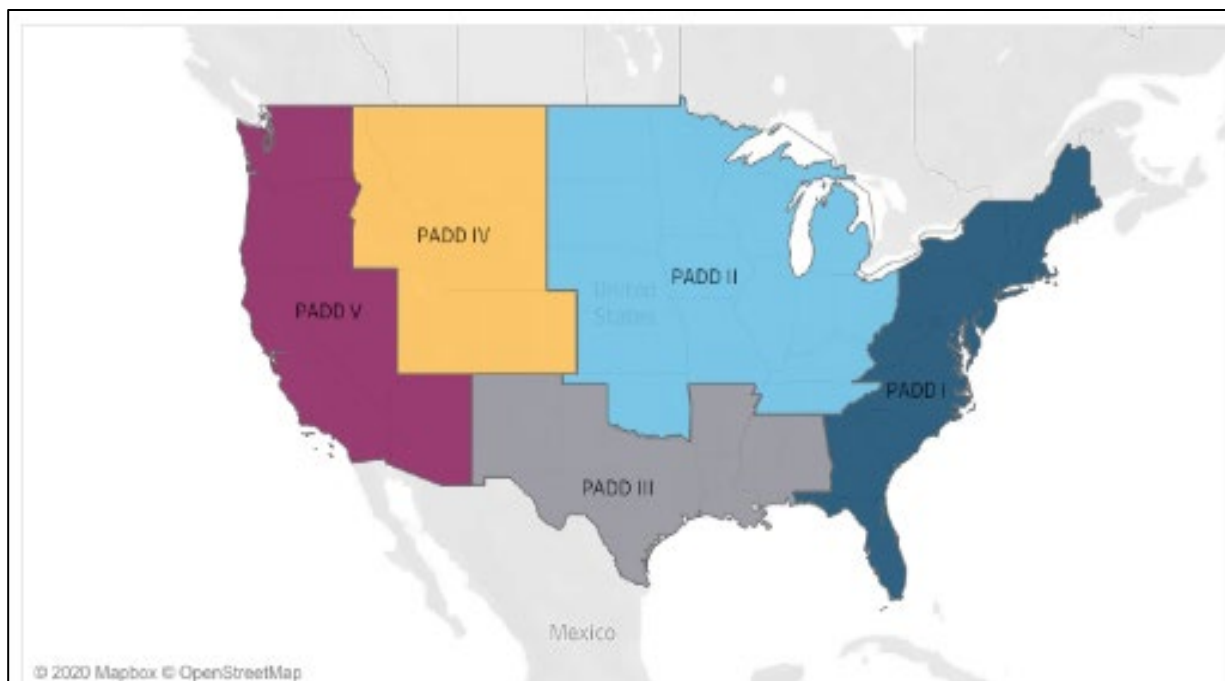 PADD IV
PADD II
United
States
PADD V
PADD I
PADD III
Mexico
© 2020 Mapbox © OpenStreetMap